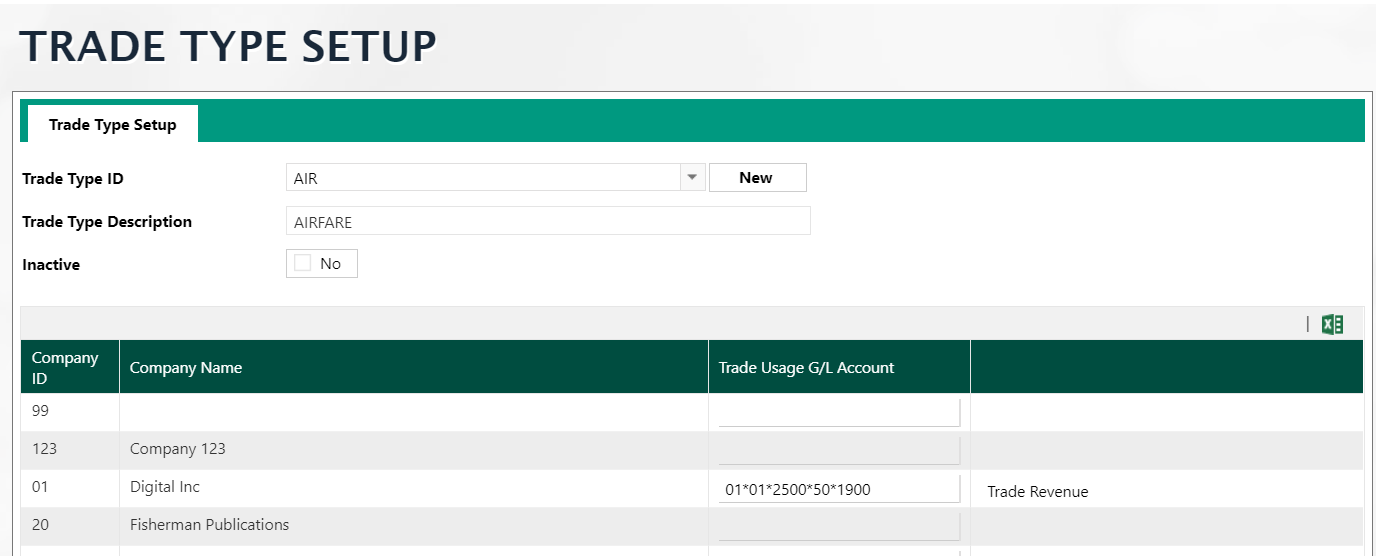 TRADE TYPE SETUP
Trade Type Setup
Trade Type ID AIR New
Trade Type Description AIRFARE
Inactive No
Company ID Company Name Trade Usage G/L Account
99
123 Company 123
01 Digital Inc 01*01*2500*50*1900 Trade Revenue
20 Fisherman Publications